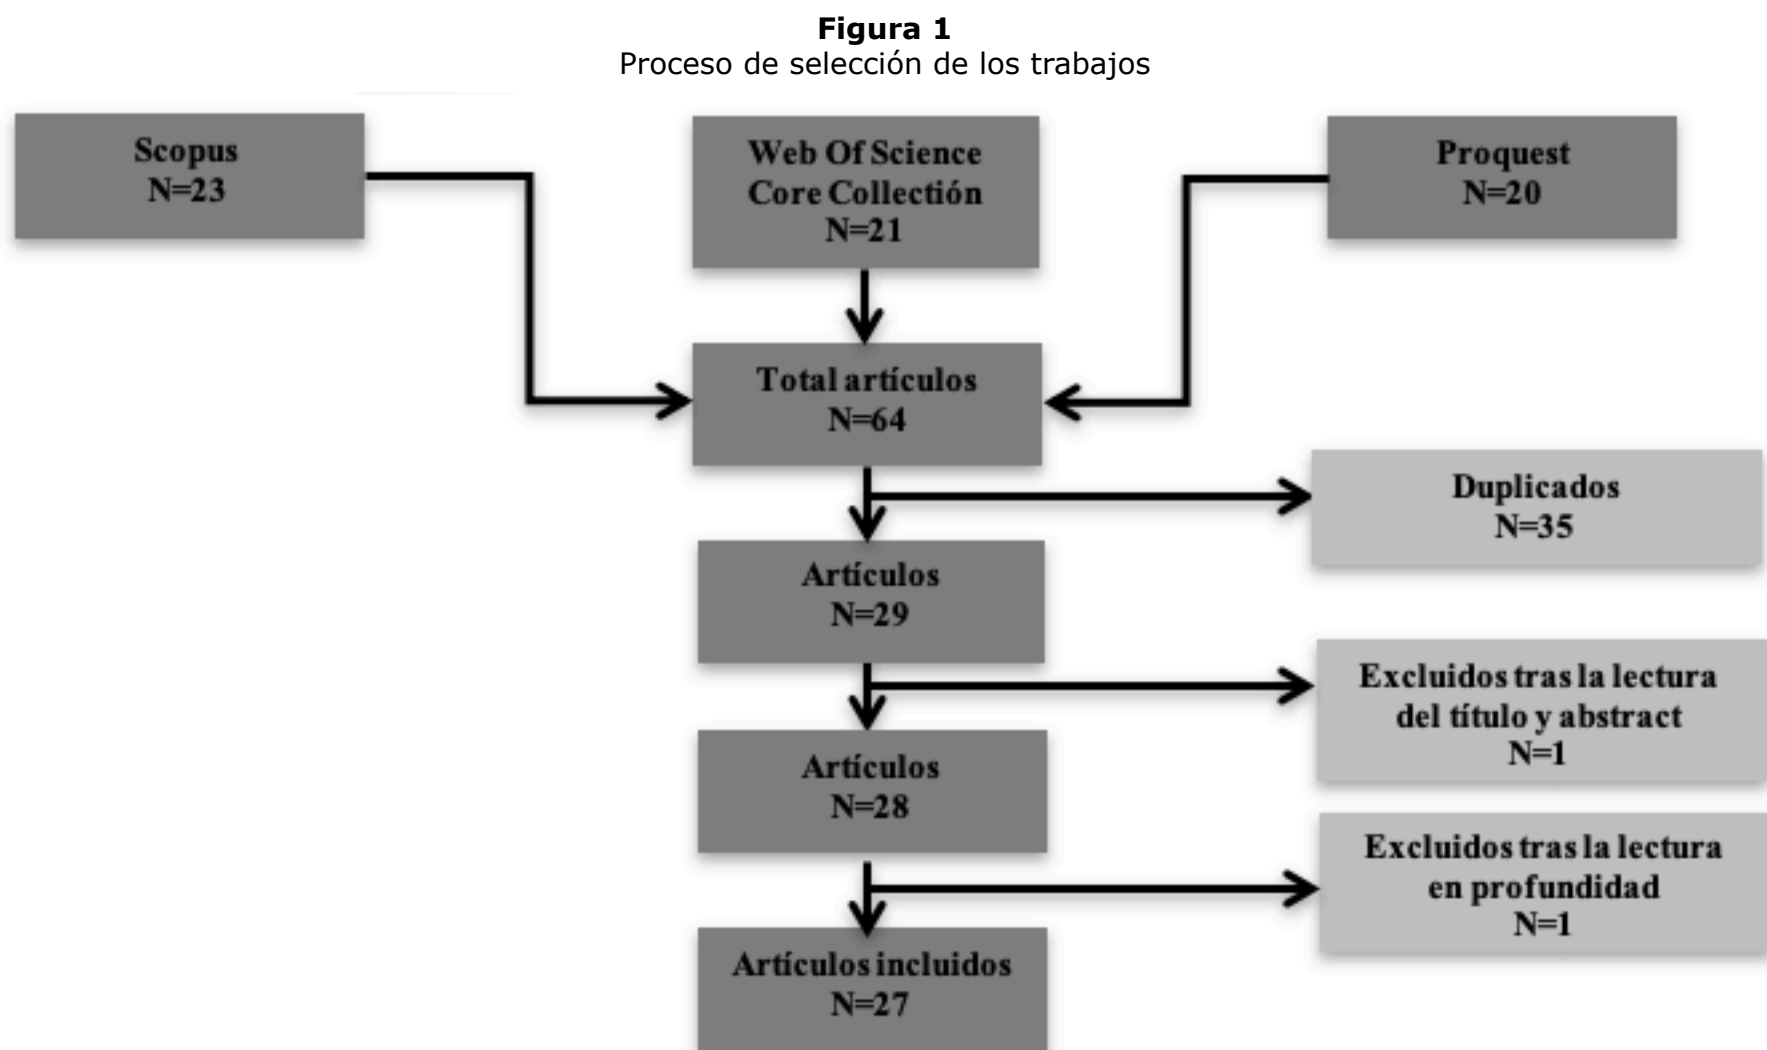 Figura 1
Proceso de selección de los trabajos
Scopus
N=23
Web Of Science
Core Collectión
N=21
Proquest
N=20
Total artículos
N=64
Duplicados
N=35
Artículos
N=29
Excluidos tras la lectura
del título y abstract
N=1
Artículos
N=28
Excluidos tras la lectura
en profundidad
N=1
Artículos incluidos
N=27